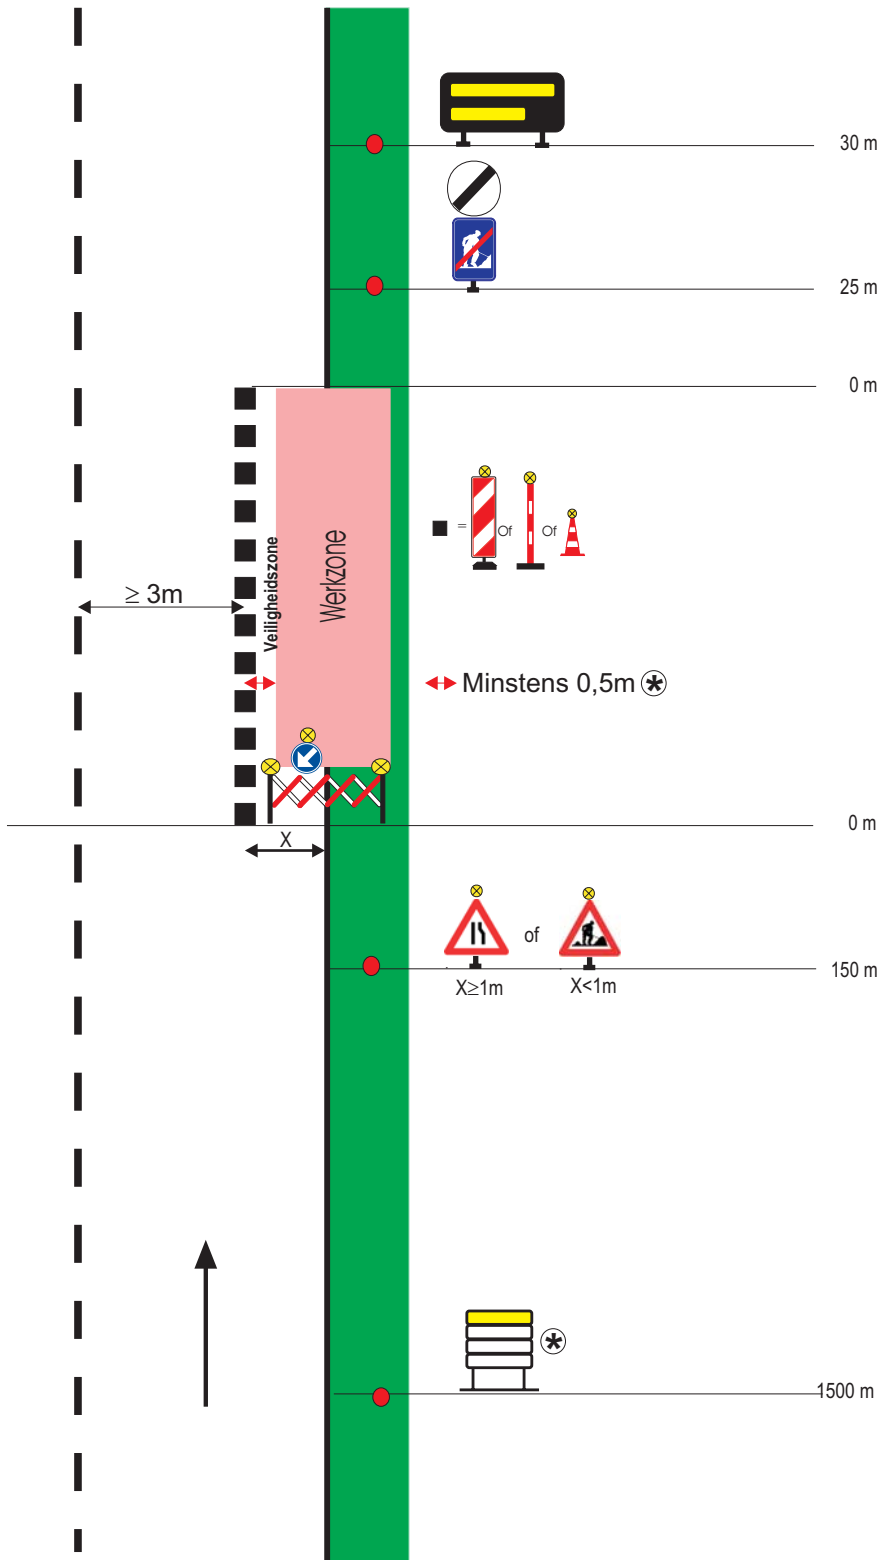 30 m
25 m
0 m
= Of Of
≥ 3m
Veiligheidszone
Werkzone
Minstens 0,5m *
0 m
X
of
150 m
X≥1m
X<1m
*
1500 m